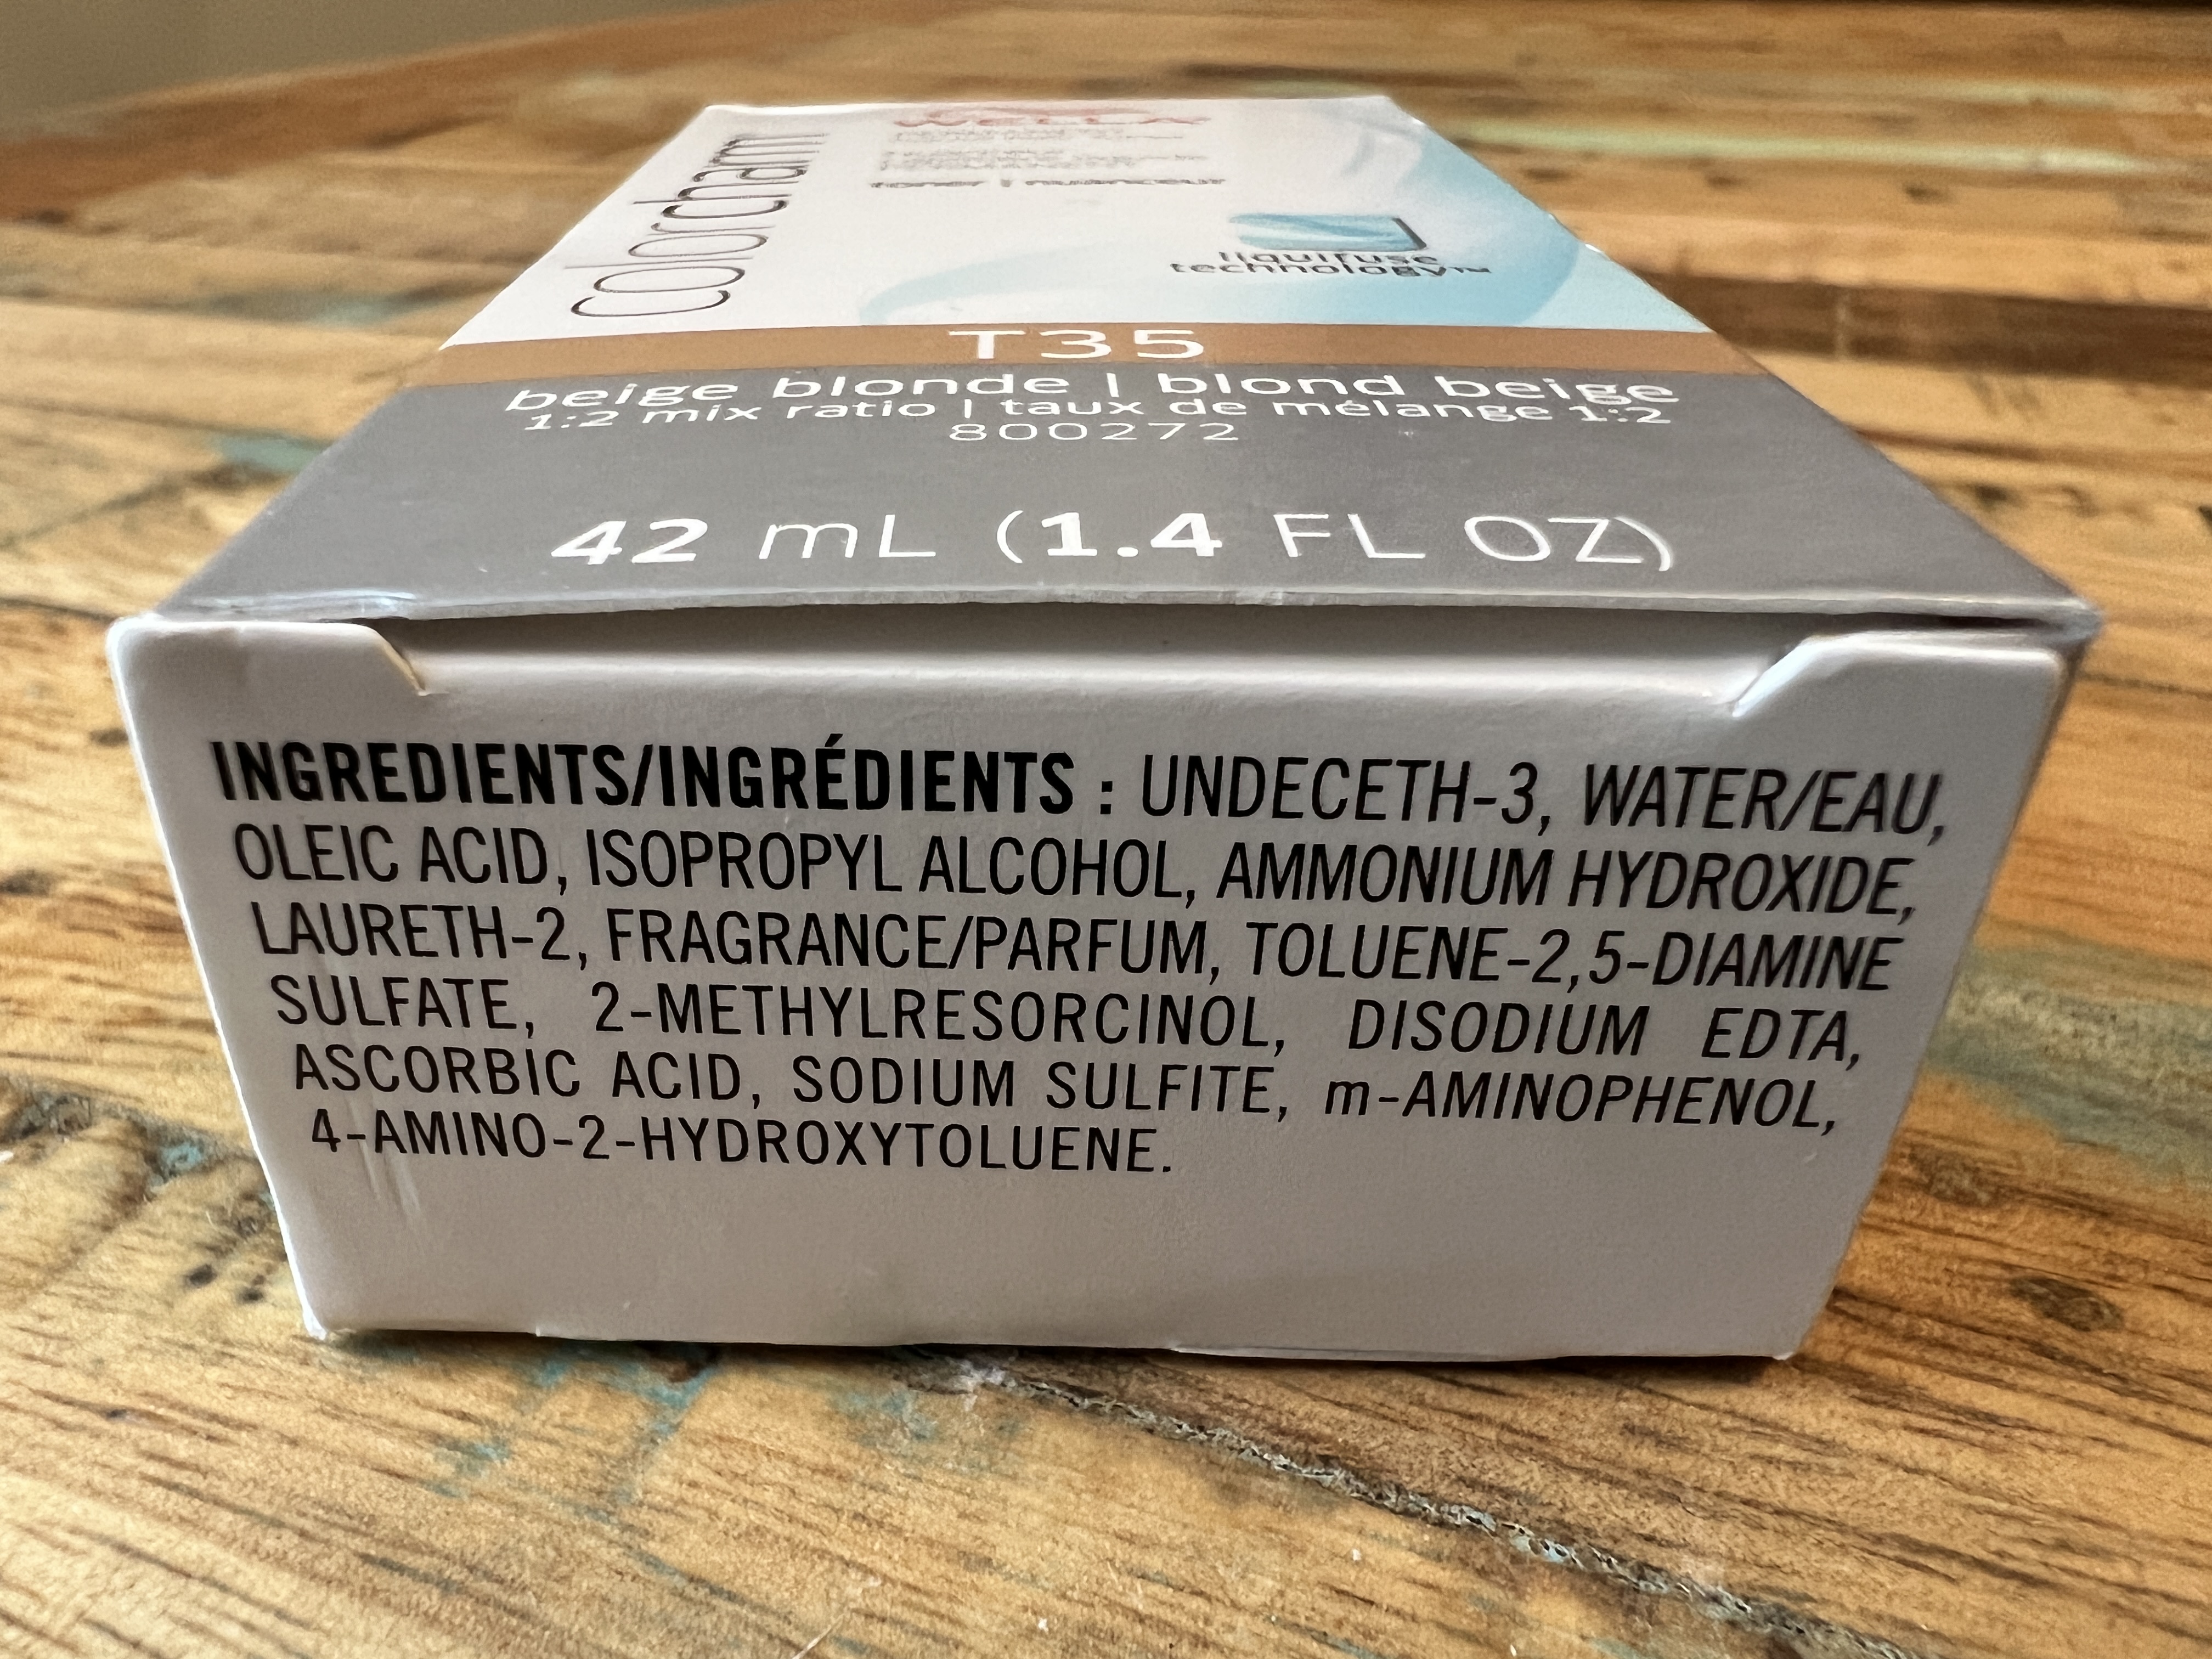 WELLA
colorcharm
toner | nuanceur
liquifuse
technology™
T35
beige blonde | blond beige
1:2 mix ratio | taux de mélange 1:2
800272
42 mL (1.4 FL OZ)
INGREDIENTS/INGRÉDIENTS : UNDECETH-3, WATER/EAU,
OLEIC ACID, ISOPROPYL ALCOHOL, AMMONIUM HYDROXIDE,
LAURETH-2, FRAGRANCE/PARFUM, TOLUENE-2,5-DIAMINE
SULFATE, 2-METHYLRESORCINOL, DISODIUM EDTA,
ASCORBIC ACID, SODIUM SULFITE, m-AMINOPHENOL,
4-AMINO-2-HYDROXYTOLUENE.